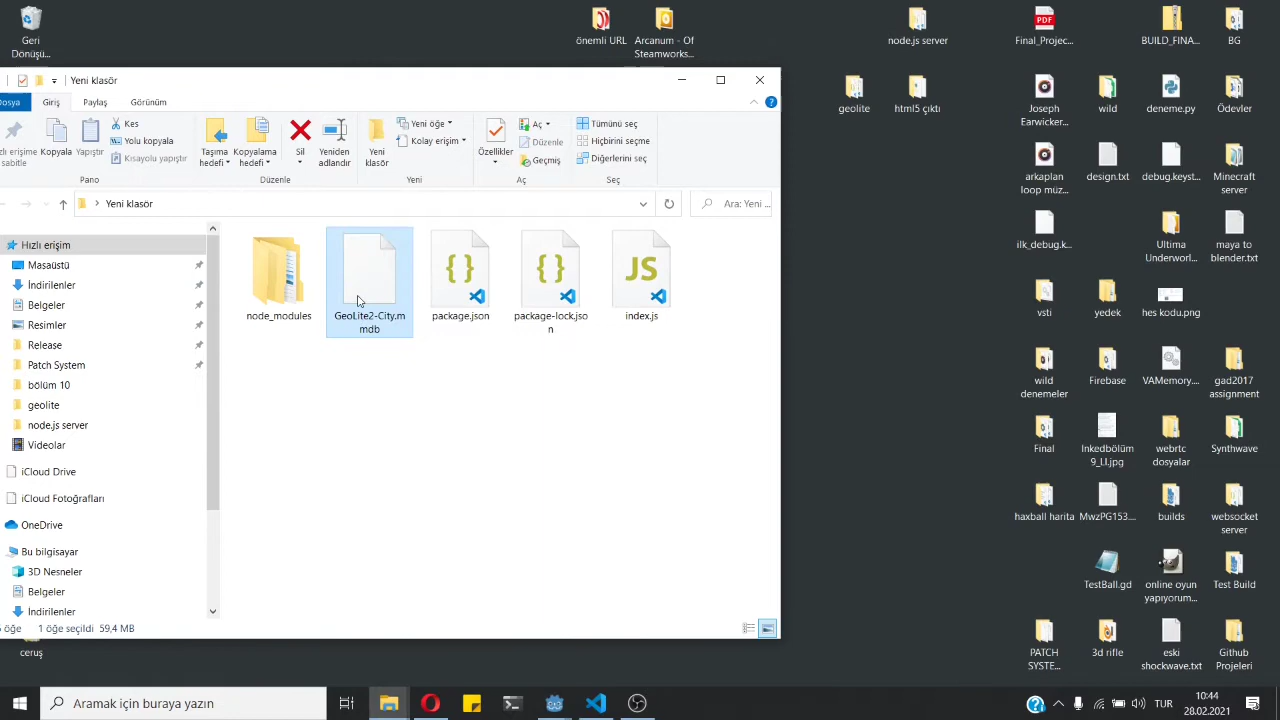 Geri
Dönüşü...
önemli URL
Arcanum - Of
Steamworks...
node.js server
PDF
Final_Projec...
BUILD_FINA...
BG
Yeni klasör
Dosya
Giriş
Paylaş
Görünüm
Kopyala
Yapıştır
Kes
Yolu kopyala
Kısayolu yapıştır
Taşıma
hedefi
Kopyalama
hedefi
Sil
Yeniden
adlandır
Yeni
klasör
Yeni öğe
Kolay erişim
Özellikler
Aç
Düzenle
Geçmiş
Tümünü seç
Hiçbirini seçme
Diğerlerini seç
Pano
Düzenle
Yeni
Aç
Seç
Yeni klasör
Ara: Yeni ...
Hızlı erişim
Masaüstü
İndirilenler
Belgeler
Resimler
Release
Patch System
bölüm 10
geolite
node.js server
Videolar
iCloud Drive
iCloud Fotoğrafları
OneDrive
Bu bilgisayar
3D Nesneler
Belgeler
İndirilenler
node_modules
GeoLite2-City.m
mdb
package.json
package-lock.jso
n
JS
index.js
öğe
1 öğe seçildi 59,4 MB
geolite
html5 çıktı
Joseph
Earwicker...
wild
deneme.py
Ödevler
arkaplan
loop müz...
design.txt
debug.keyst...
Minecraft
server
ilk_debug.k...
Ultima
Underworl...
maya to
blender.txt
vsti
yedek
hes kodu.png
wild
denemeler
Firebase
VAMemory....
gad2017
assignment
Final
Inkedbölüm
9_LI.jpg
webrtc
dosyalar
Synthwave
haxball harita
MwzPG153...
builds
websocket
server
TestBall.gd
online oyun
yapıyorum...
Test Build
PATCH
SYSTE...
3d rifle
eski
shockwave.txt
Github
Projeleri
ceruş
Aramak için buraya yazın
TUR
10:44
28.02.2021